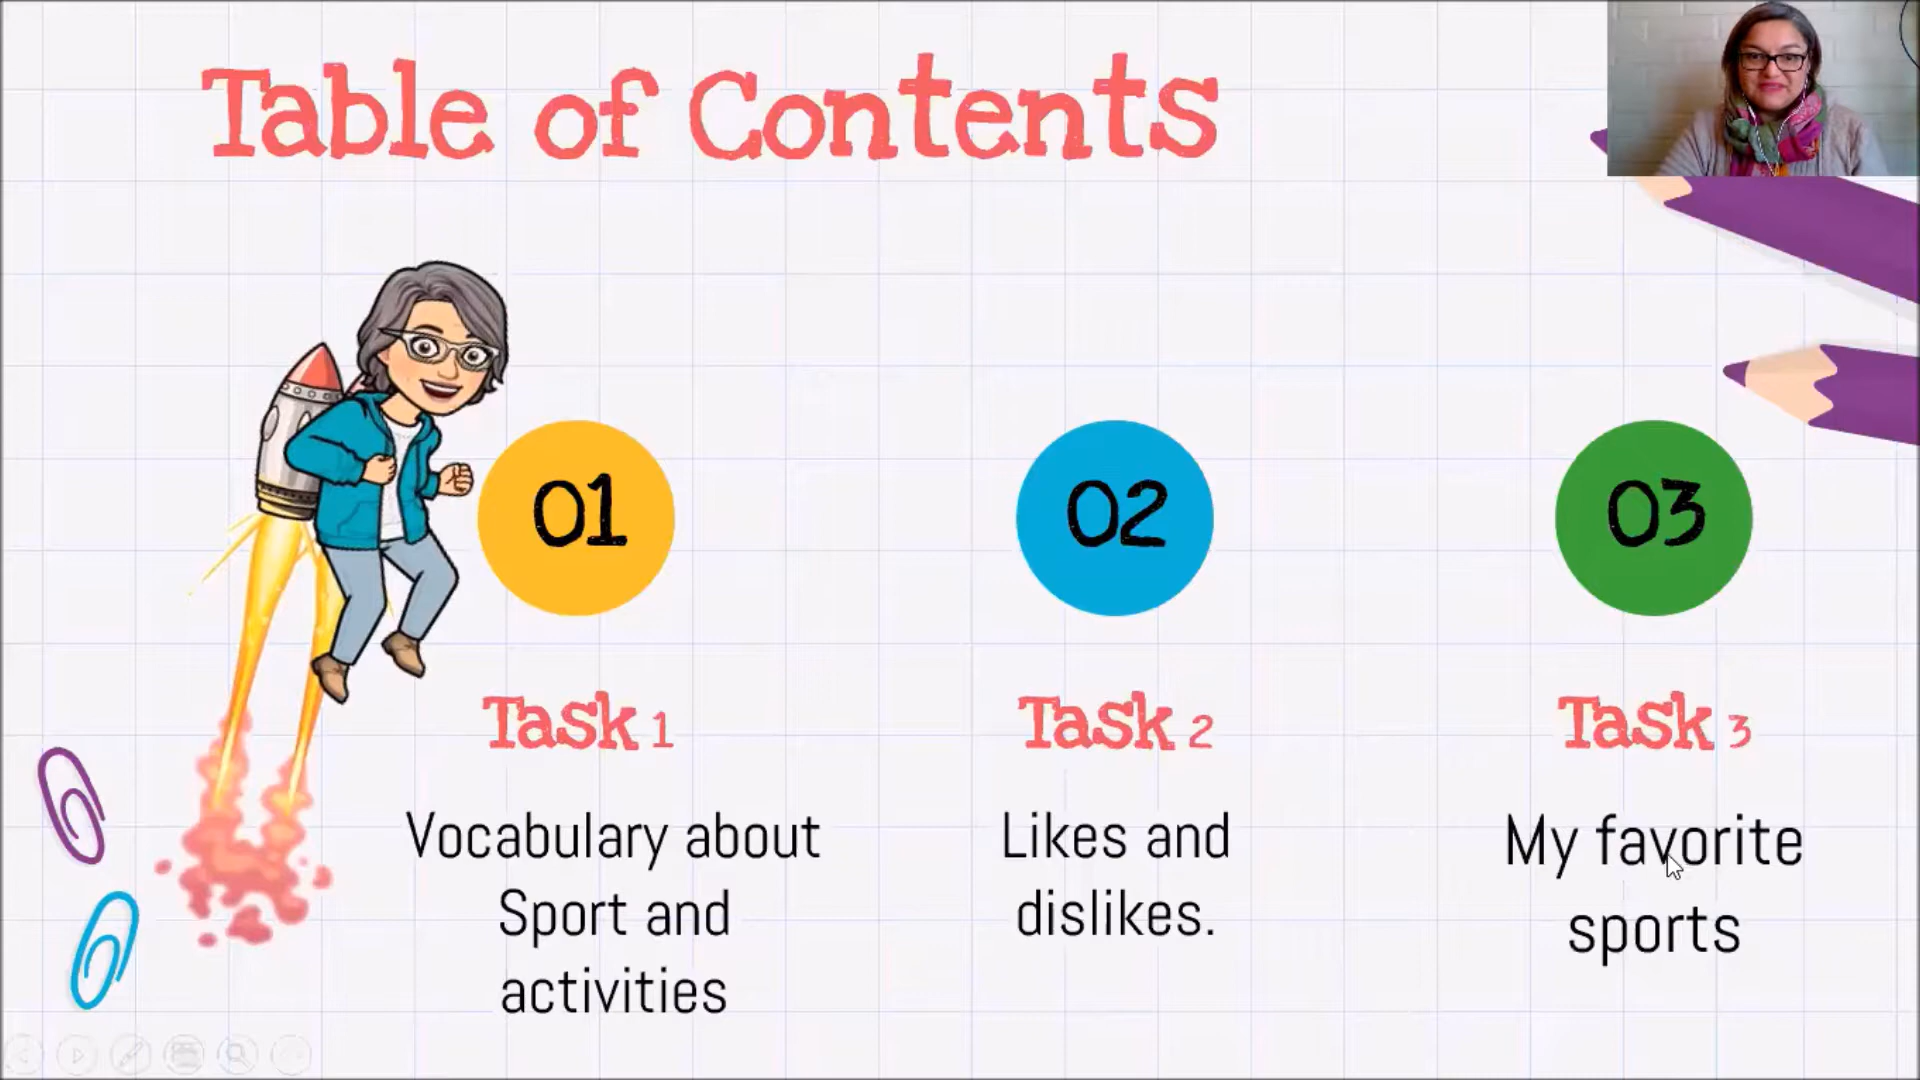 Table of Contents
01
02
03
Task 1
Task 2
Task 3
Vocabulary about
Sport and
activities
Likes and
dislikes.
My favorite
sports